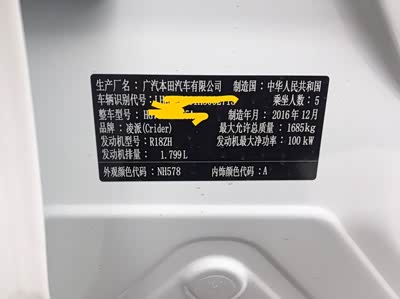 生产厂名：广汽本田汽车有限公司 制造国：中华人民共和国
车辆识别代号： 乘坐人数：5
整车型号： 制造年月：2016年12月
品牌：凌派(Crider) 最大允许总质量：1685kg
发动机型号：R18ZH 发动机最大净功率：100kW
发动机排量：1.799L
外观颜色代码：NH578 内饰颜色代码：A